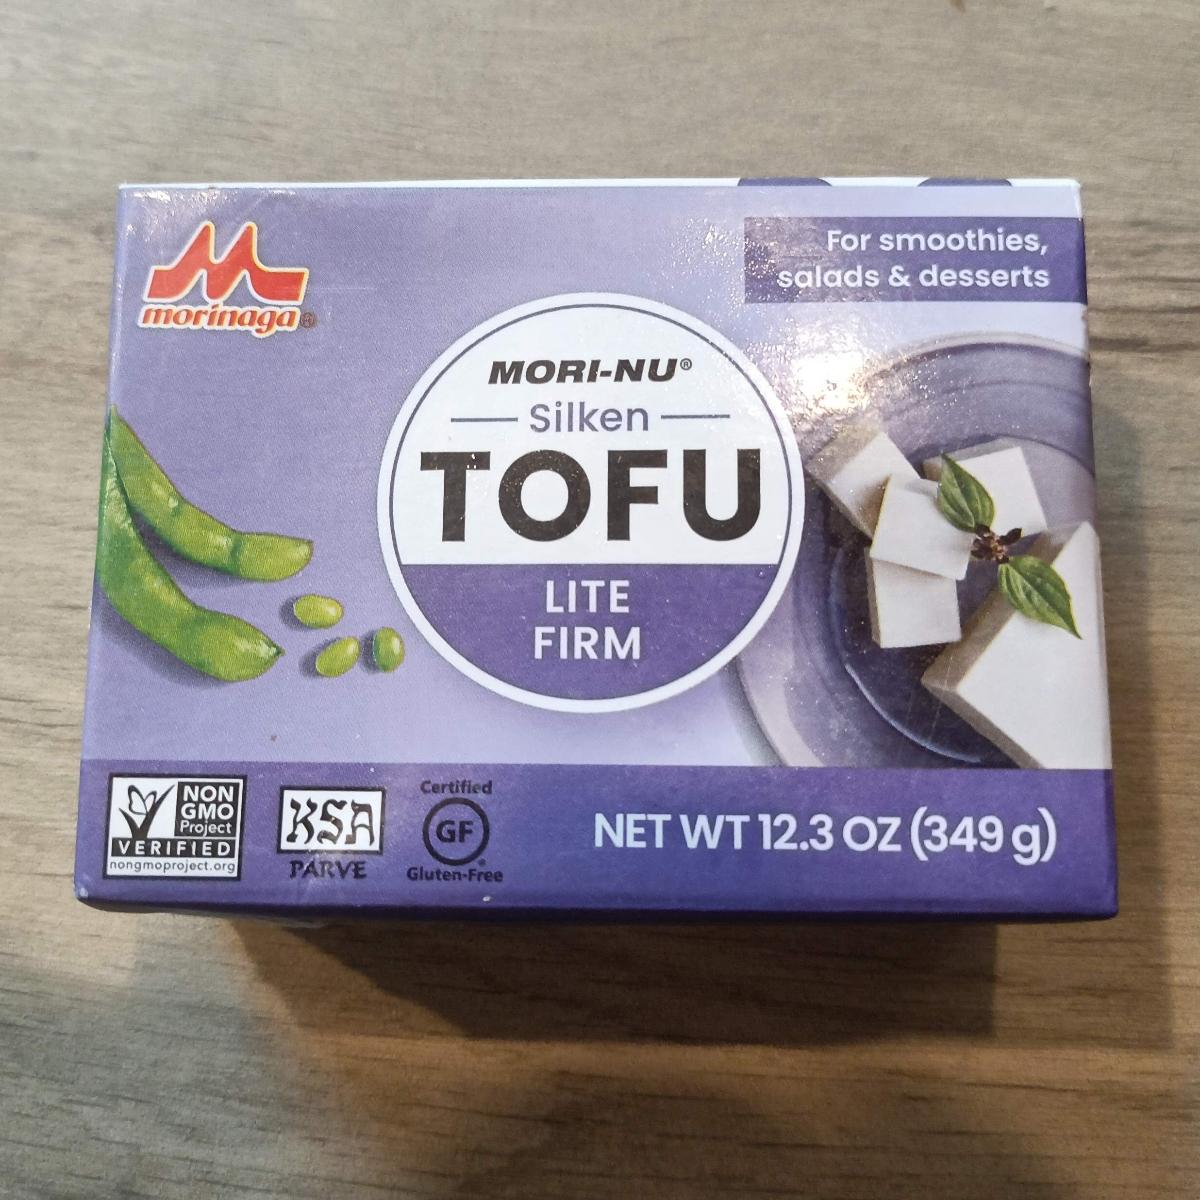 morinaga®
For smoothies,
salads & desserts
MORI-NU®
Silken
TOFU
LITE
FIRM
NON
GMO
Project
VERIFIED
nongmoproject.org
KSA
PARVE
Certified
GF
®
Gluten-Free
NET WT 12.3 OZ (349 g)